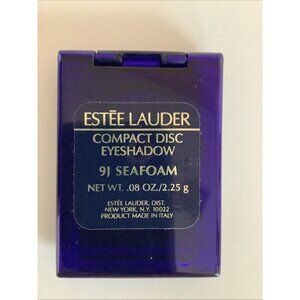 ESTĒE LAUDER
COMPACT DISC
EYESHADOW
9J SEAFOAM
NET WT. .08 OZ./2.25 g
ESTĒE LAUDER, DIST.
NEW YORK, N.Y. 10022
PRODUCT MADE IN ITALY